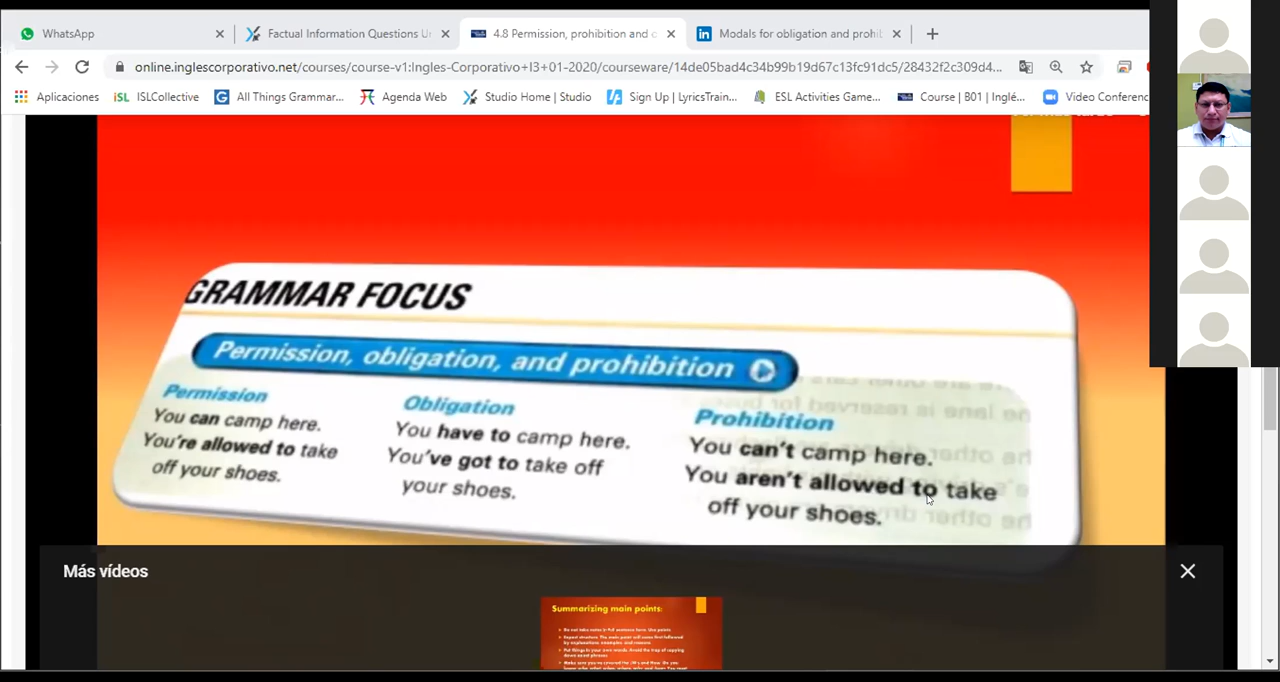 WhatsApp
Factual Information Questions U
4.8 Permission, prohibition and o
Modals for obligation and prohib
online.inglescorporativo.net/courses/course-v1:Ingles-Corporativo+I3+01-2020/courseware/14de05bad4c34b99b19d67c13fc91dc5/28432f2c309d4...
Aplicaciones
ISLCollective
All Things Grammar...
Agenda Web
Studio Home | Studio
Sign Up | LyricsTrain...
ESL Activities Game...
Course | B01 | Inglé...
Video Conferenc
GRAMMAR FOCUS
Permission, obligation, and prohibition
Permission
You can camp here.
You're allowed to take
off your shoes.
Obligation
You have to camp here.
You've got to take off
your shoes.
Prohibition
You can't camp here.
You aren't allowed to take
off your shoes.
Más vídeos
Summarizing main points: